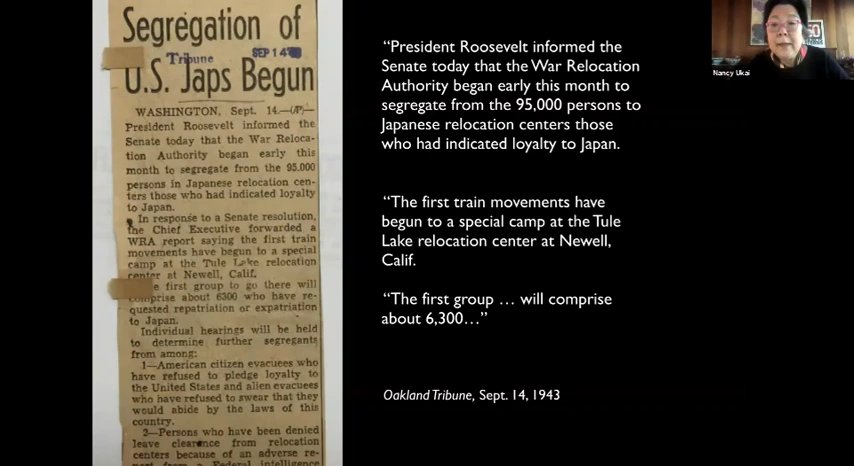 Segregation of
Tribune SEP 14
U.S. Japs Begun
WASHINGTON, Sept. 14.—(AP)—
President Roosevelt informed the
Senate today that the War Reloca-
tion Authority began early this
month to segregate from the 95,000
persons in Japanese relocation cen-
ters those who had indicated loyalty
to Japan.
In response to a Senate resolution,
the Chief Executive forwarded a
WRA report saying the first train
movements have begun to a special
camp at the Tule Lake relocation
center at Newell, Calif.
e first group to go there will
comprise about 6300 who have re-
quested repatriation or expatriation
to Japan.
Individual hearings will be held
to determine further segregants
from among:
1—American citizen evacuees who
have refused to pledge loyalty to
the United States and alien evacuees
who have refused to swear that they
would abide by the laws of this
country.
2—Persons who have been denied
leave clearance from relocation
centers because of an adverse re-
port from a Federal intelligence
“President Roosevelt informed the
Senate today that the War Relocation
Authority began early this month to
segregate from the 95,000 persons to
Japanese relocation centers those
who had indicated loyalty to Japan.
“The first train movements have
begun to a special camp at the Tule
Lake relocation center at Newell,
Calif.
“The first group … will comprise
about 6,300…”
Oakland Tribune, Sept. 14, 1943
Nancy Ukai
50